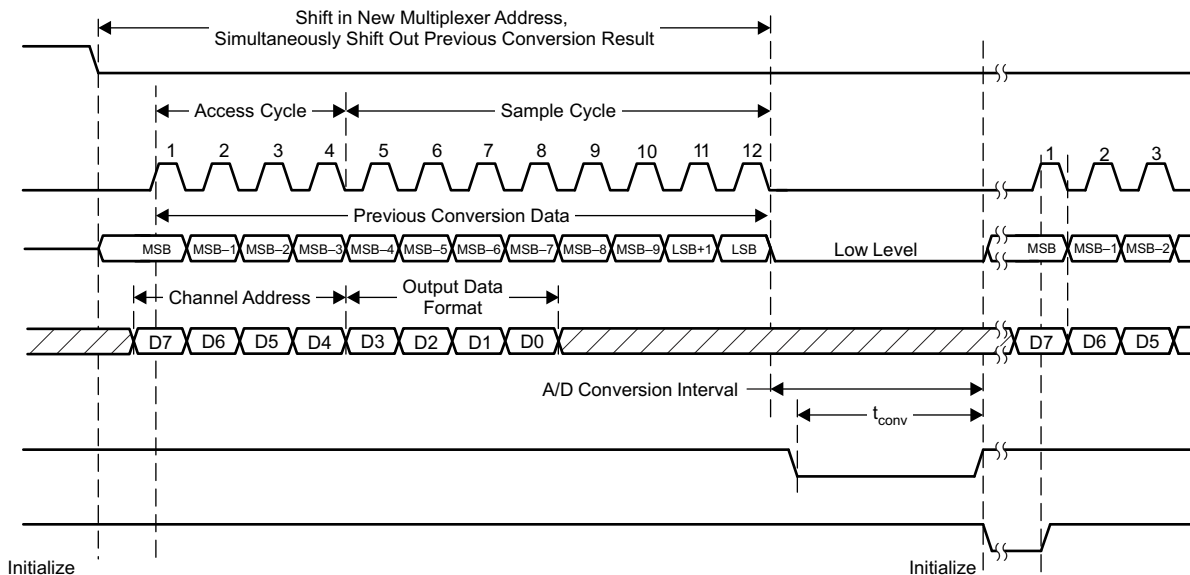 Shift in New Multiplexer Address,
Simultaneously Shift Out Previous Conversion Result
Access Cycle Sample Cycle
1 2 3 4 5 6 7 8 9 10 11 12 1 2 3
Previous Conversion Data
MSB MSB–1 MSB–2 MSB–3 MSB–4 MSB–5 MSB–6 MSB–7 MSB–8 MSB–9 LSB+1 LSB Low Level MSB MSB–1 MSB–2
Channel Address Output Data
Format
D7 D6 D5 D4 D3 D2 D1 D0 D7 D6 D5
A/D Conversion Interval
tconv
Initialize Initialize